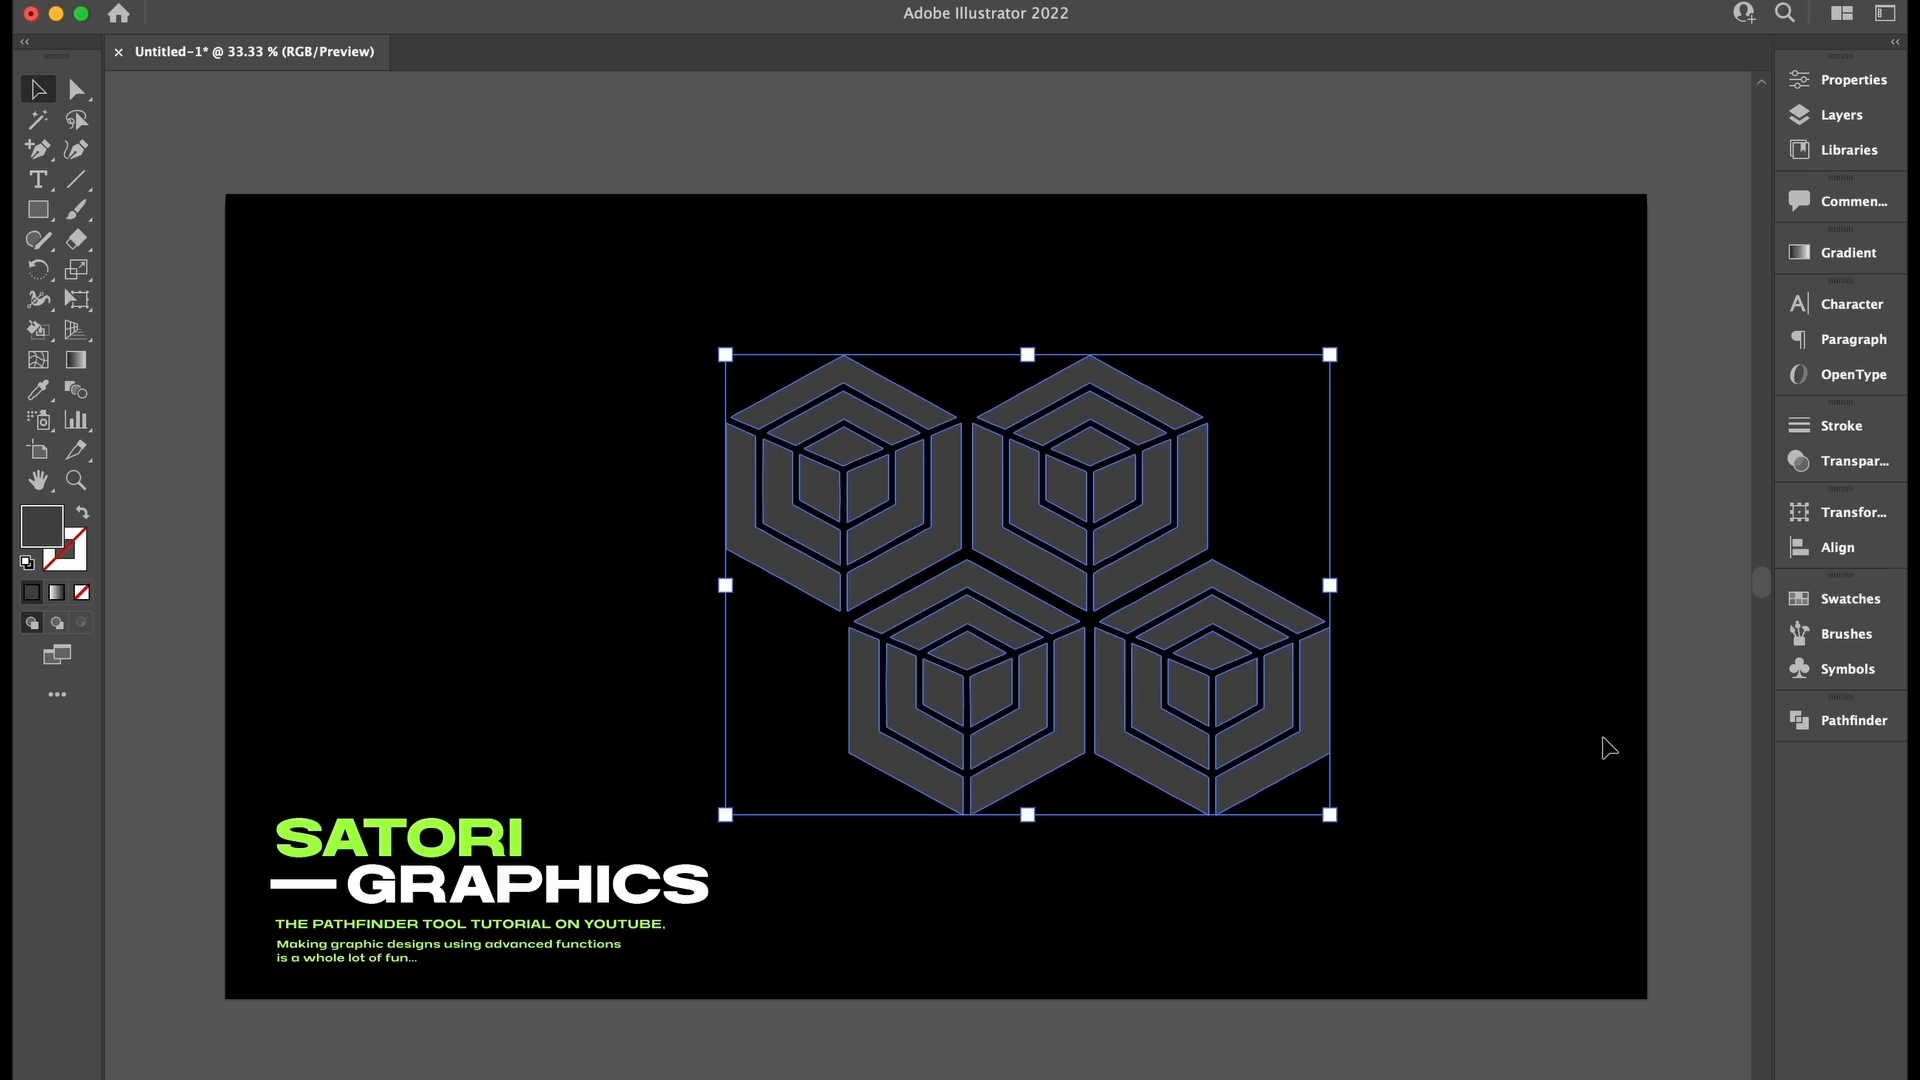 Adobe Illustrator 2022
× Untitled-1* @ 33.33 % (RGB/Preview)
Properties
Layers
Libraries
Commen...
Gradient
Character
Paragraph
OpenType
Stroke
Transpar...
Transfor...
Align
Swatches
Brushes
Symbols
Pathfinder
SATORI
—GRAPHICS
THE PATHFINDER TOOL TUTORIAL ON YOUTUBE.
Making graphic designs using advanced functions
is a whole lot of fun...